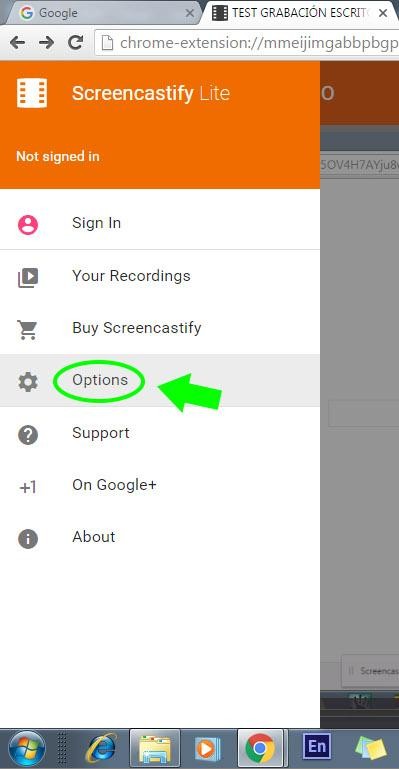 Google
TEST GRABACIÓN ESCRITO
chrome-extension://mmeijimgabbpbgp
Screencastify Lite
O
Not signed in
5OV4H7AYju8
Sign In
Your Recordings
Buy Screencastify
Options
Support
+1 On Google+
About
Screencas
En